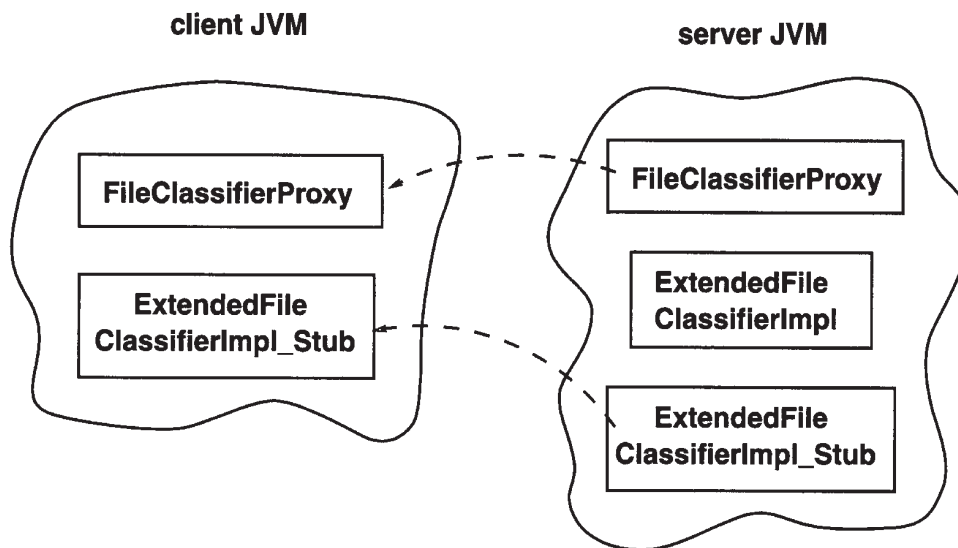 client JVM
server JVM
FileClassifierProxy
FileClassifierProxy
ExtendedFile
ClassifierImpl_Stub
ExtendedFile
ClassifierImpl
ExtendedFile
ClassifierImpl_Stub